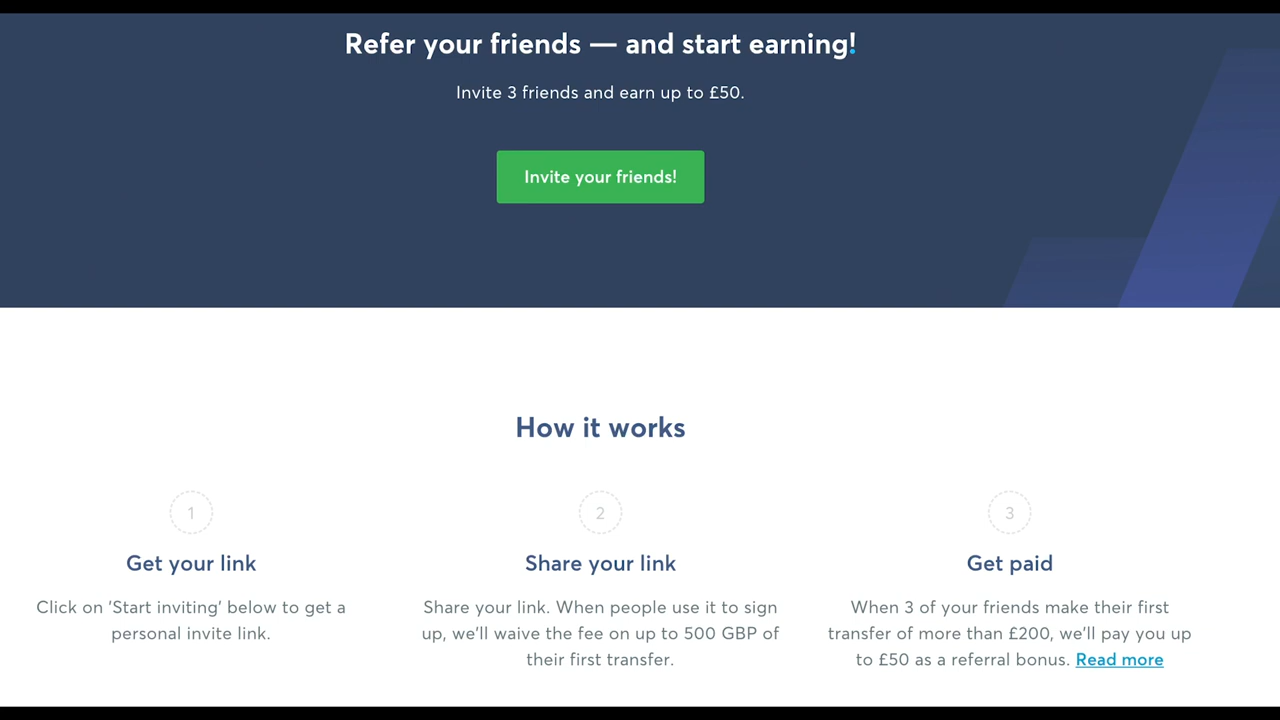 Refer your friends — and start earning!
Invite 3 friends and earn up to £50.
Invite your friends!
How it works
1
Get your link
Click on 'Start inviting' below to get a
personal invite link.
2
Share your link
Share your link. When people use it to sign
up, we'll waive the fee on up to 500 GBP of
their first transfer.
3
Get paid
When 3 of your friends make their first
transfer of more than £200, we'll pay you up
to £50 as a referral bonus. Read more